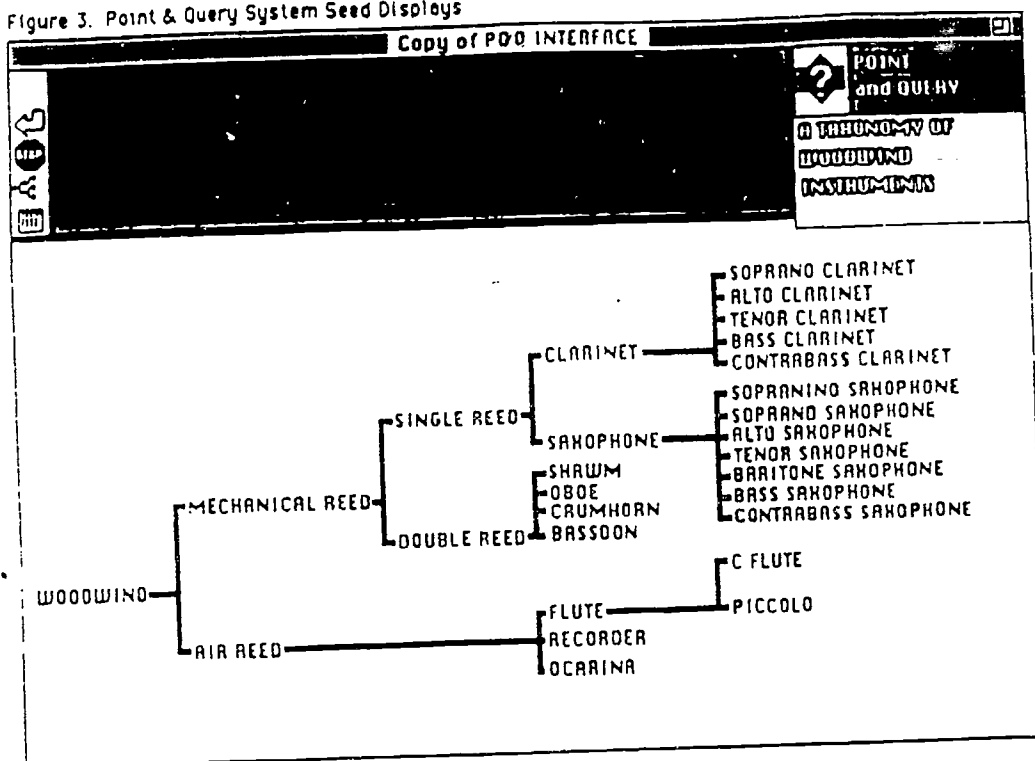 Figure 3. Point & Query System Seed Displays
Copy of P&Q INTERFACE
?
POINT
and QUERY
A TAXONOMY OF
WOODWIND
INSTRUMENTS
STOP
SOPRANO CLARINET
ALTO CLARINET
TENOR CLARINET
BASS CLARINET
CONTRABASS CLARINET
CLARINET
SOPRANINO SAXOPHONE
SOPRANO SAXOPHONE
ALTO SAXOPHONE
TENOR SAXOPHONE
BARITONE SAXOPHONE
BASS SAXOPHONE
CONTRABASS SAXOPHONE
SINGLE REED
SAXOPHONE
SHAWM
OBOE
CRUMHORN
BASSOON
MECHANICAL REED
DOUBLE REED
C FLUTE
PICCOLO
WOODWIND
FLUTE
RECORDER
OCARINA
AIR REED